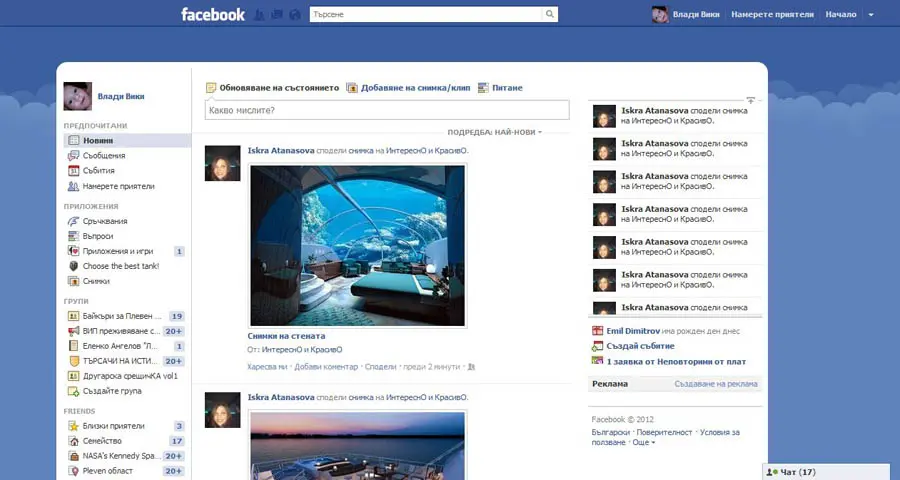 facebook
Търсене
Влади Вики
Намерете приятели
Начало
Влади Вики
ПРЕДПОЧИТАНИ
Новини
Съобщения
Събития
Намерете приятели
ПРИЛОЖЕНИЯ
Сръчквания
Въпроси
Приложения и игри 1
Choose the best tank!
Снимки
ГРУПИ
Байкъри за Плевен ... 19
ВИП преживяване с... 20+
Еленко Ангелов "Л... 
ТЪРСАЧИ НА ИСТИ... 20+
Другарска срещичКА vol1
Създайте група
FRIENDS
Близки приятели 3
Семейство 17
NASA's Kennedy Spa... 20+
Pleven област 20+
Обновяване на състоянието Добавяне на снимка/клип Питане
Какво мислите?
ПОДРЕДБА: НАЙ-НОВИ
Iskra Atanasova сподели снимка на ИнтереснО и КрасивО.
Снимки на стената
От: ИнтереснО и КрасивО
Харесва ми · Добави коментар · Сподели · преди 2 минути ·
Iskra Atanasova сподели снимка на ИнтереснО и КрасивО.
Iskra Atanasova сподели снимка
на ИнтереснО и КрасивО.
Iskra Atanasova сподели снимка
на ИнтереснО и КрасивО.
Iskra Atanasova сподели снимка
на ИнтереснО и КрасивО.
Iskra Atanasova сподели снимка
на ИнтереснО и КрасивО.
Iskra Atanasova сподели снимка
на ИнтереснО и КрасивО.
Iskra Atanasova сподели снимка
на ИнтереснО и КрасивО.
Iskra Atanasova сподели снимка
Emil Dimitrov има рожден ден днес
Създай събитие
1 заявка от Неповторими от плат
Реклама Създаване на реклама
Facebook © 2012
Български · Поверителност · Условия за
ползване · Още
Чат (17)